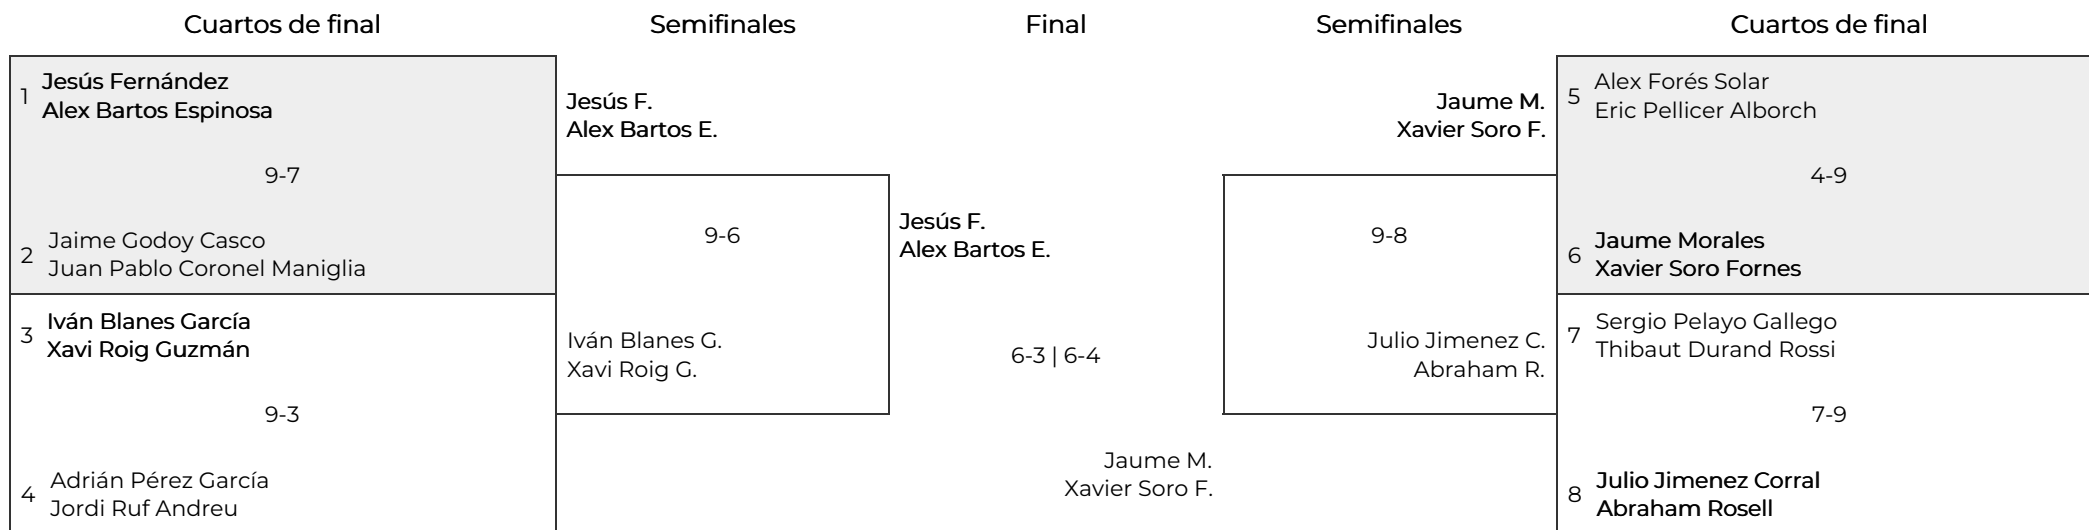 Cuartos de final
Semifinales
Final
Semifinales
Cuartos de final
1
Jesús Fernández
Alex Bartos Espinosa
9-7
2
Jaime Godoy Casco
Juan Pablo Coronel Maniglia
3
Iván Blanes García
Xavi Roig Guzmán
9-3
4
Adrián Pérez García
Jordi Ruf Andreu
Jesús F.
Alex Bartos E.
9-6
Iván Blanes G.
Xavi Roig G.
Jesús F.
Alex Bartos E.
6-3 | 6-4
Jaume M.
Xavier Soro F.
Jaume M.
Xavier Soro F.
9-8
Julio Jimenez C.
Abraham R.
5
Alex Forés Solar
Eric Pellicer Alborch
4-9
6
Jaume Morales
Xavier Soro Fornes
7
Sergio Pelayo Gallego
Thibaut Durand Rossi
7-9
8
Julio Jimenez Corral
Abraham Rosell